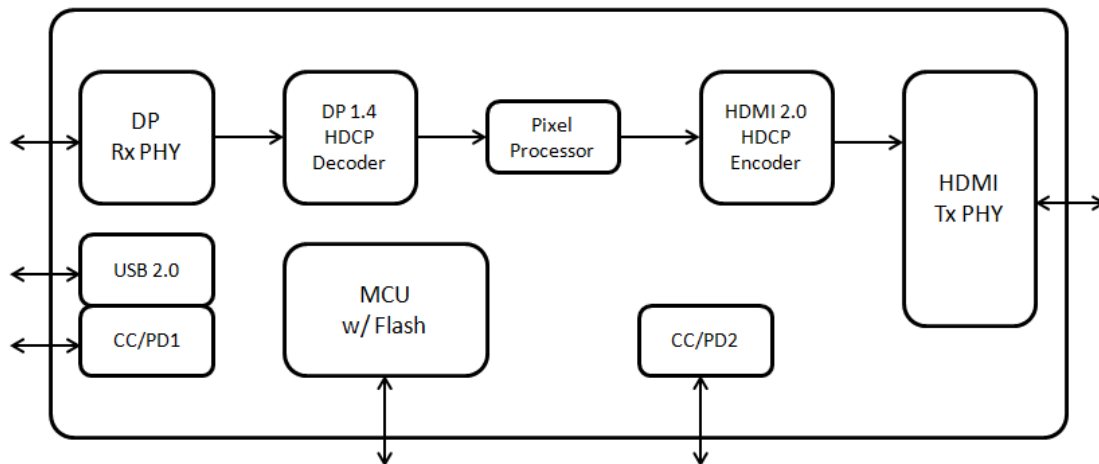 DP
Rx PHY
DP 1.4
HDCP
Decoder
Pixel
Processor
HDMI 2.0
HDCP
Encoder
HDMI
Tx PHY
USB 2.0
CC/PD1
MCU
w/ Flash
CC/PD2